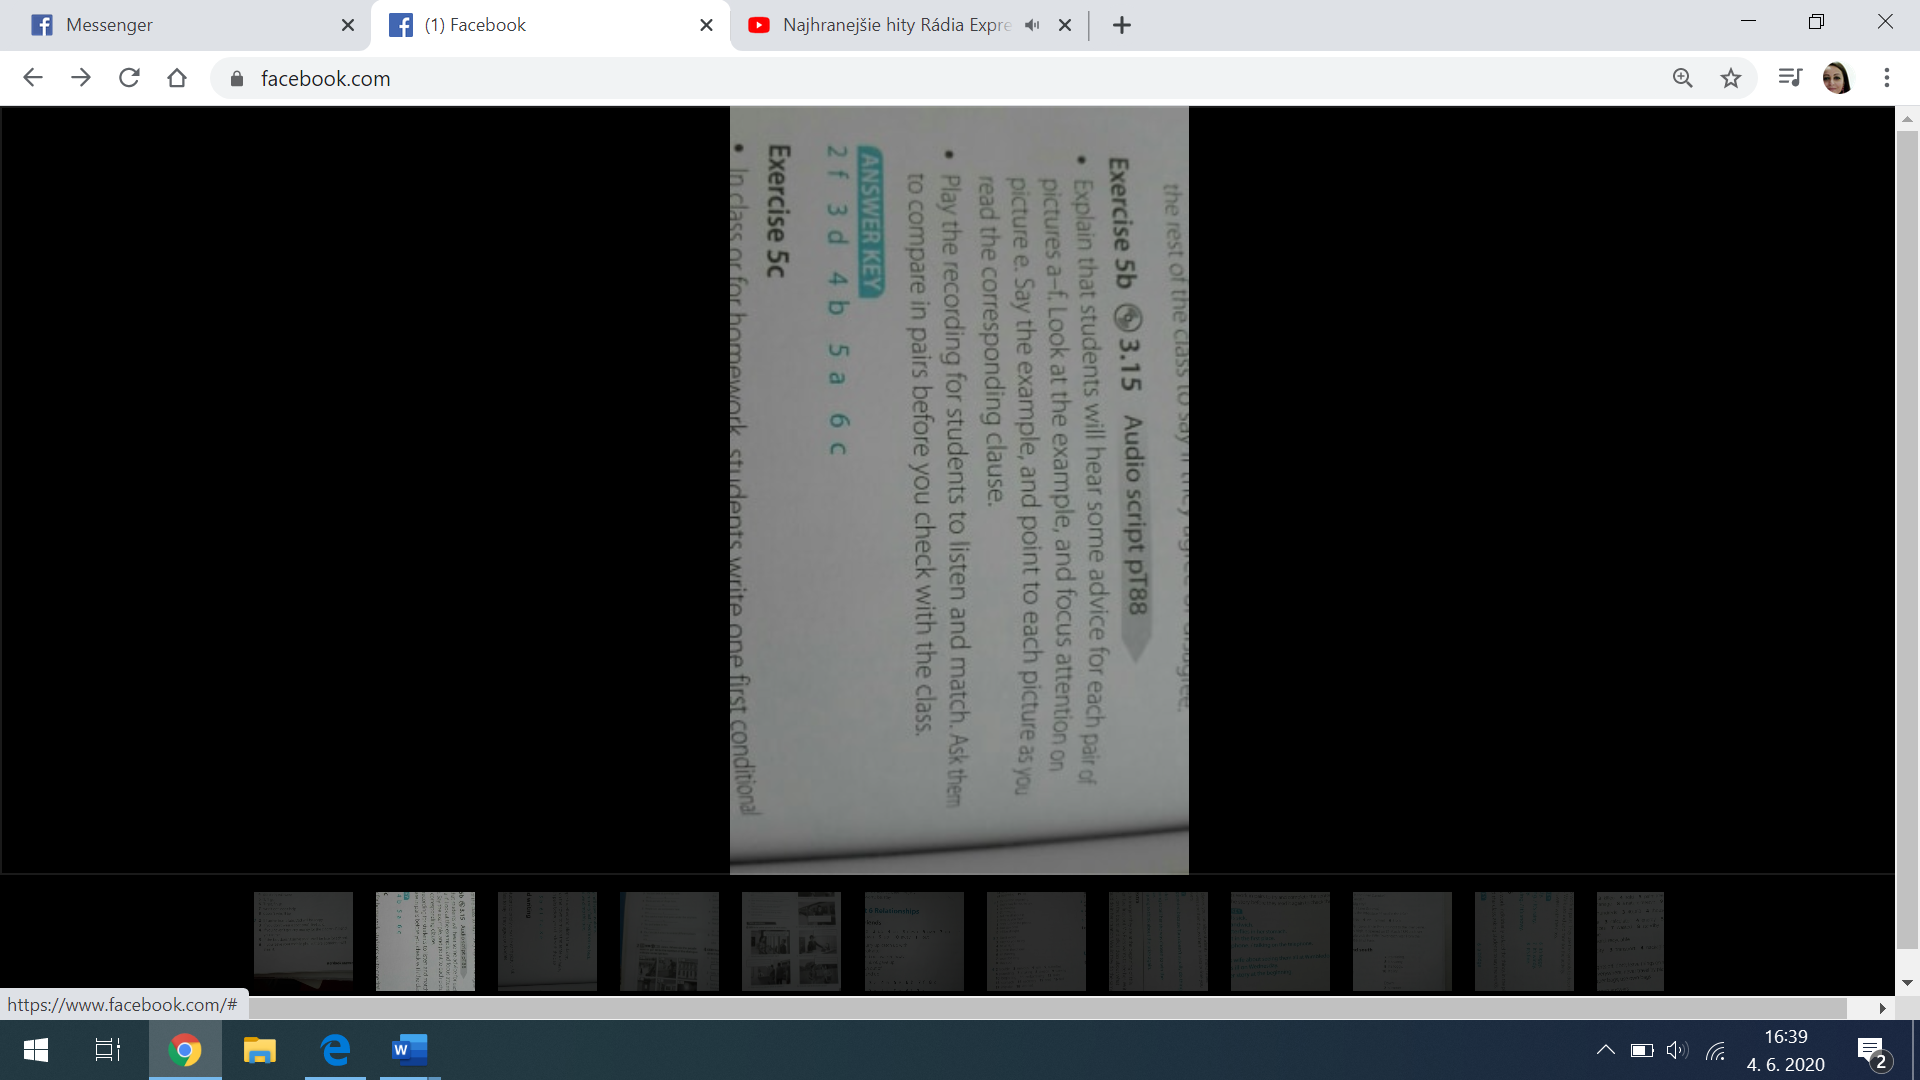 Messenger
(1) Facebook
Najhranejšie hity Rádia Expre
facebook.com
the rest of the class to say if they agree or disagree.
Exercise 5b 3.15 Audio script pT88
• Explain that students will hear some advice for each pair of
pictures a–f. Look at the example, and focus attention on
picture e. Say the example, and point to each picture as you
read the corresponding clause.
• Play the recording for students to listen and match. Ask them
to compare in pairs before you check with the class.
ANSWER KEY
2 f 3 d 4 b 5 a 6 c
Exercise 5c
• In class or for homework, students write one first conditional
https://www.facebook.com/#
16:39
4. 6. 2020
2